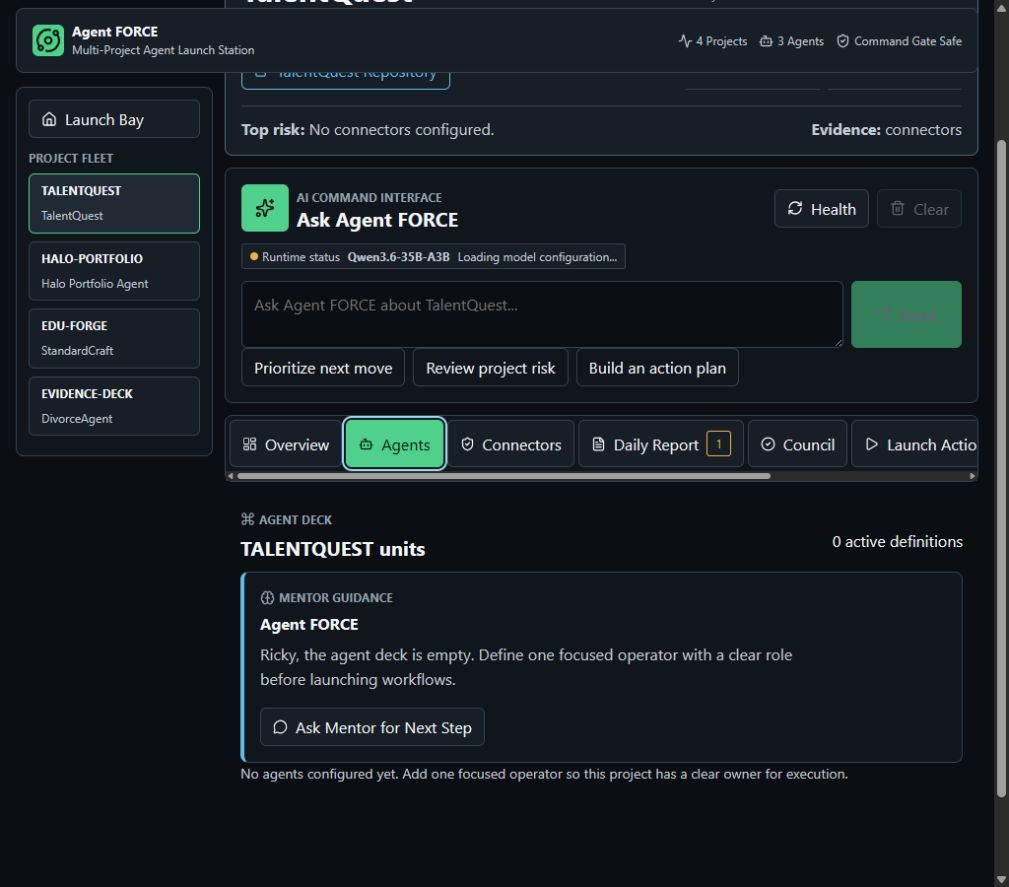 TalentQuest
Agent FORCE
Multi-Project Agent Launch Station
4 Projects
3 Agents
Command Gate Safe
TalentQuest Repository
Launch Bay
PROJECT FLEET
TALENTQUEST
TalentQuest
HALO-PORTFOLIO
Halo Portfolio Agent
EDU-FORGE
StandardCraft
EVIDENCE-DECK
DivorceAgent
Top risk: No connectors configured.
Evidence: connectors
AI COMMAND INTERFACE
Ask Agent FORCE
Health
Clear
Runtime status Qwen3.6-35B-A3B Loading model configuration...
Ask Agent FORCE about TalentQuest...
Send
Prioritize next move
Review project risk
Build an action plan
Overview
Agents
Connectors
Daily Report 1
Council
Launch Actio
AGENT DECK
TALENTQUEST units
0 active definitions
MENTOR GUIDANCE
Agent FORCE
Ricky, the agent deck is empty. Define one focused operator with a clear role
before launching workflows.
Ask Mentor for Next Step
No agents configured yet. Add one focused operator so this project has a clear owner for execution.